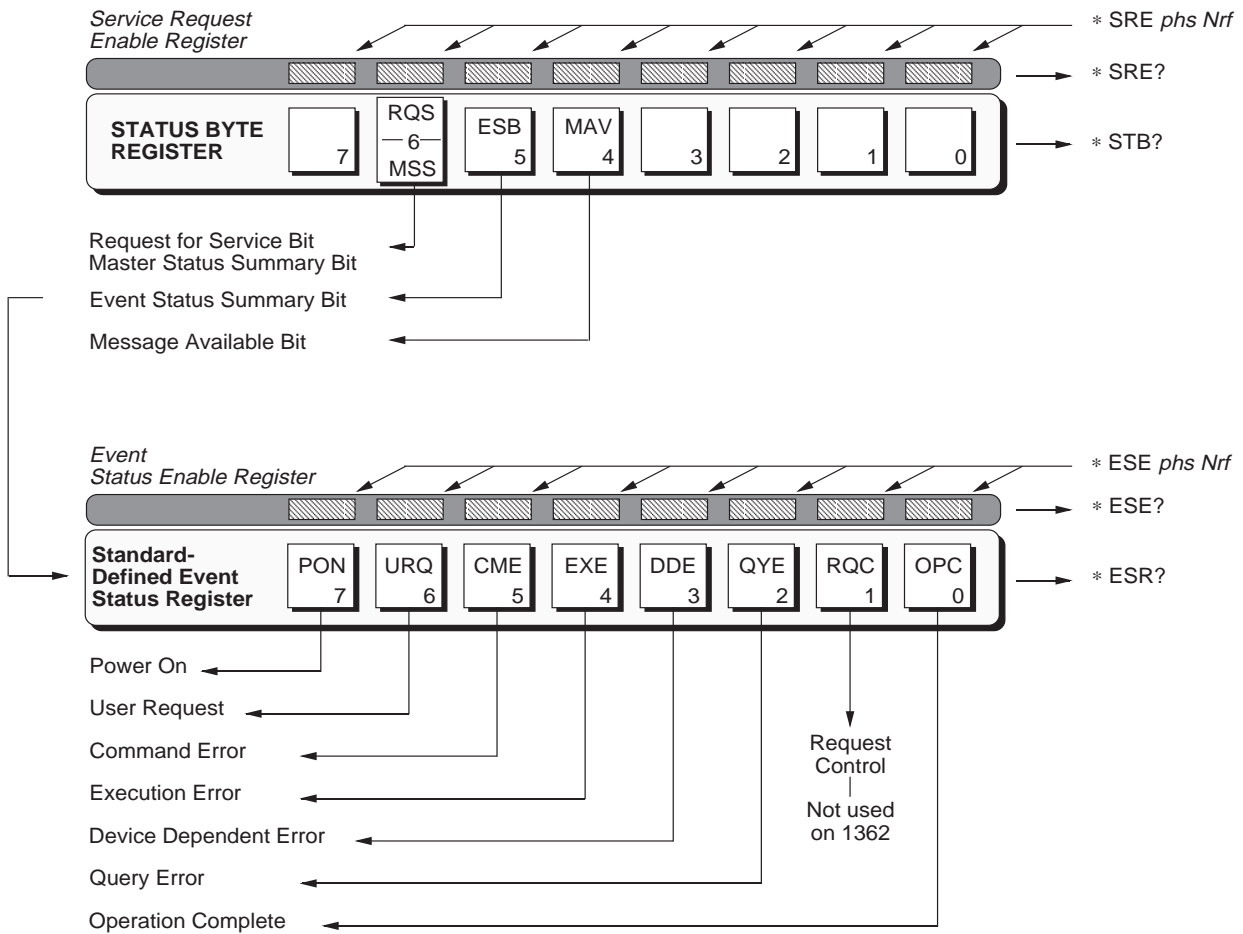 Service Request
Enable Register
∗ SRE phs Nrf
∗ SRE?
STATUS BYTE
REGISTER
7
RQS
6
MSS
ESB
5
MAV
4
3
2
1
0
∗ STB?
Request for Service Bit
Master Status Summary Bit
Event Status Summary Bit
Message Available Bit
Event
Status Enable Register
∗ ESE phs Nrf
∗ ESE?
Standard-
Defined Event
Status Register
PON
7
URQ
6
CME
5
EXE
4
DDE
3
QYE
2
RQC
1
OPC
0
∗ ESR?
Power On
User Request
Command Error
Execution Error
Device Dependent Error
Query Error
Operation Complete
Request
Control
Not used
on 1362